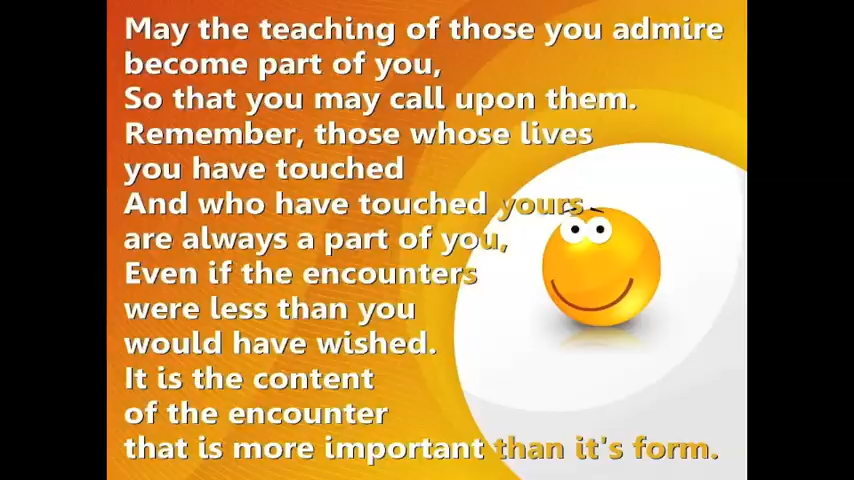 May the teaching of those you admire
become part of you,
So that you may call upon them.
Remember, those whose lives
you have touched
And who have touched yours
are always a part of you,
Even if the encounters
were less than you
would have wished.
It is the content
of the encounter
that is more important than it's form.